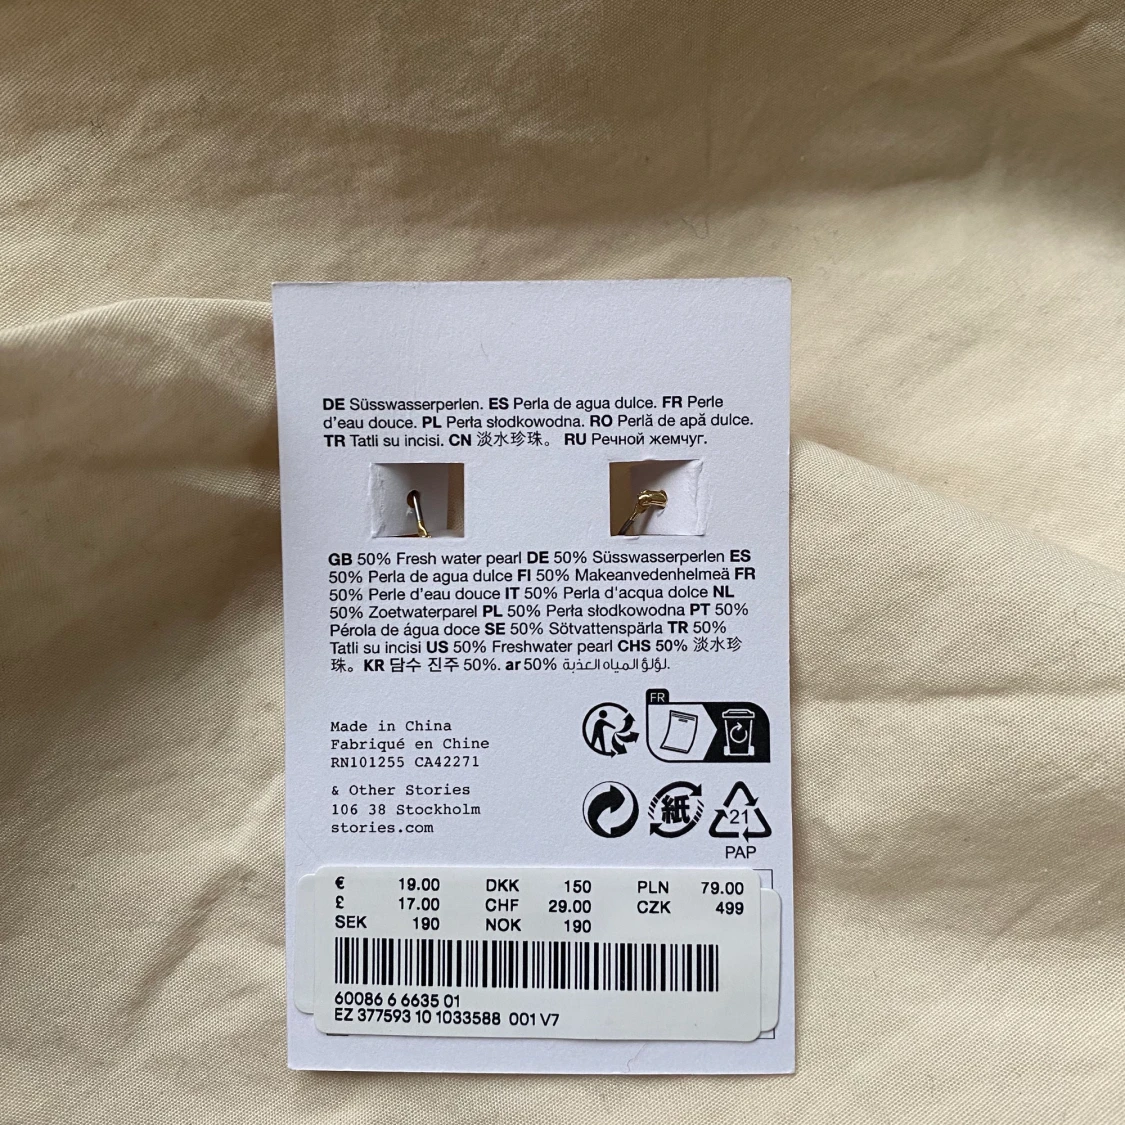 DE Süsswasserperlen. ES Perla de agua dulce. FR Perle
d'eau douce. PL Perła słodkowodna. RO Perlă de apă dulce.
TR Tatli su incisi. CN 淡水珍珠。 RU Речной жемчуг.
GB 50% Fresh water pearl DE 50% Süsswasserperlen ES
50% Perla de agua dulce FI 50% Makeanvedenhelmeä FR
50% Perle d'eau douce IT 50% Perla d'acqua dolce NL
50% Zoetwaterparel PL 50% Perła słodkowodna PT 50%
Pérola de água doce SE 50% Sötvattenspärla TR 50%
Tatli su incisi US 50% Freshwater pearl CHS 50% 淡水珍
珠。 KR 담수 진주 50%. ar 50% لؤلؤ المياه العذبة.
FR
Made in China
Fabriqué en Chine
RN101255 CA42271
& Other Stories
106 38 Stockholm
stories.com
紙
21
PAP
€ 19.00 DKK 150 PLN 79.00
£ 17.00 CHF 29.00 CZK 499
SEK 190 NOK 190
60086 6 6635 01
EZ 377593 10 1033588 001 V7